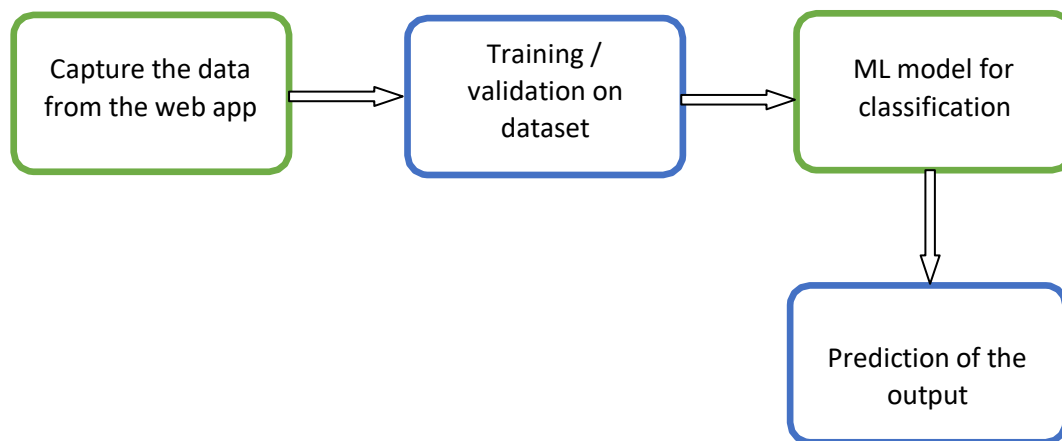 Capture the data
from the web app
Training /
validation on
dataset
ML model for
classification
Prediction of the
output